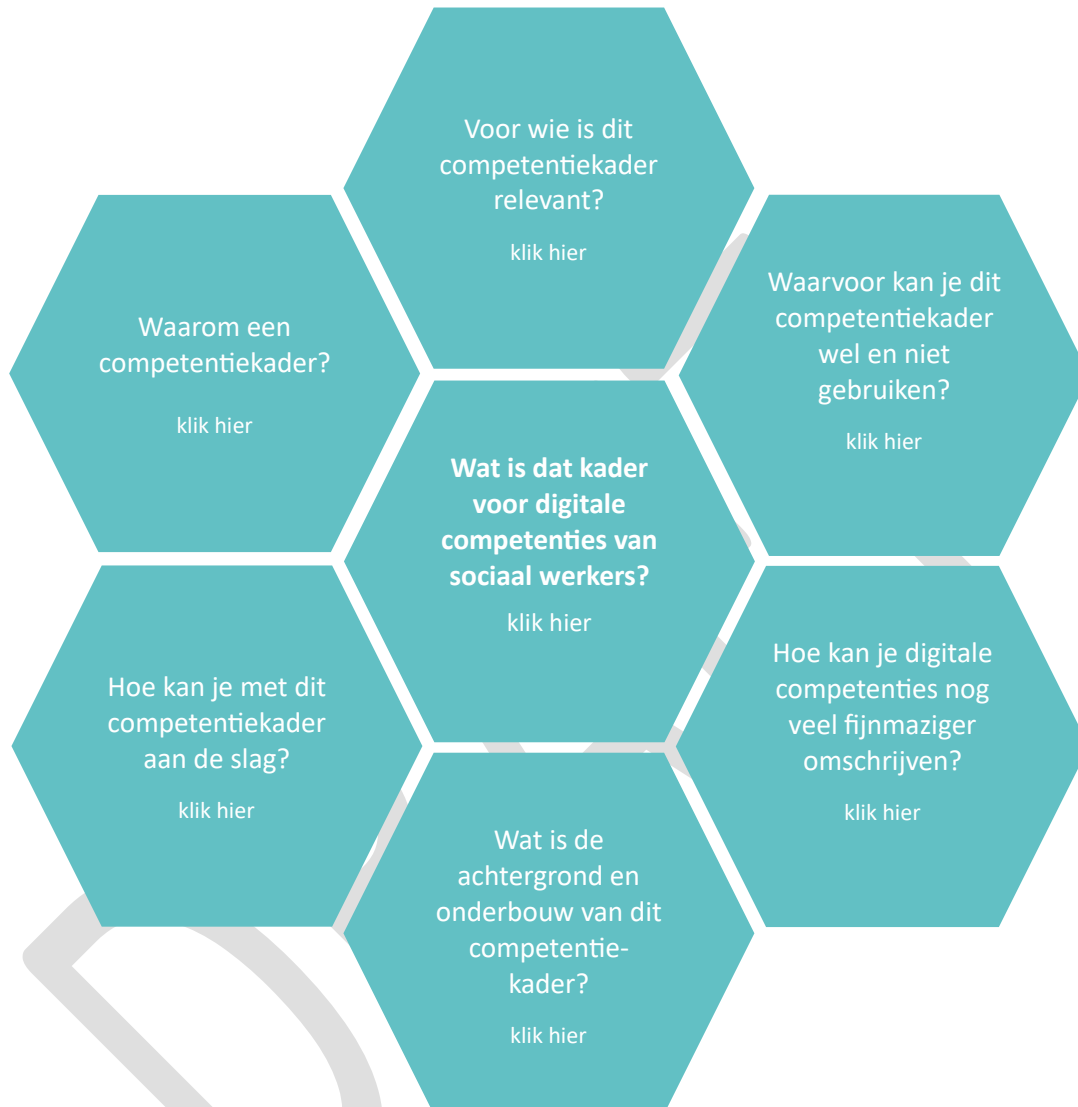 Voor wie is dit
competentiekader
relevant?
klik hier
Waarom een
competentiekader?
klik hier
Waarvoor kan je dit
competentiekader
wel en niet
gebruiken?
klik hier
Wat is dat kader
voor digitale
competenties van
sociaal werkers?
klik hier
Hoe kan je met dit
competentiekader
aan de slag?
klik hier
Hoe kan je digitale
competenties nog
veel fijnmaziger
omschrijven?
klik hier
Wat is de
achtergrond en
onderbouw van dit
competentie-
kader?
klik hier